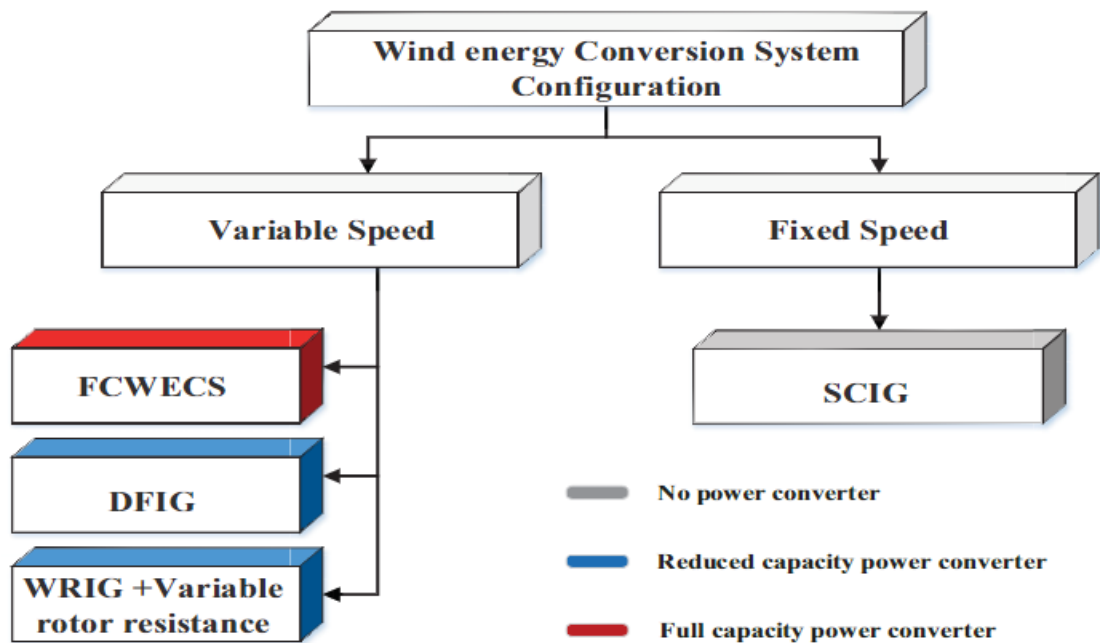 Wind energy Conversion System
Configuration
Variable Speed
Fixed Speed
FCWECS
SCIG
DFIG
WRIG +Variable
rotor resistance
No power converter
Reduced capacity power converter
Full capacity power converter